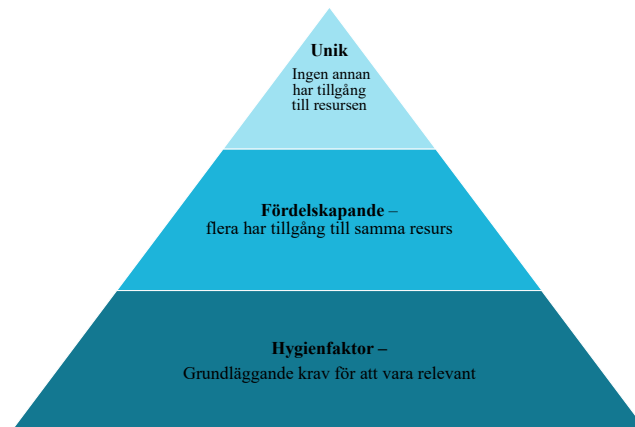 Unik
Ingen annan
har tillgång
till resursen
Fördelskapande –
flera har tillgång till samma resurs
Hygienfaktor –
Grundläggande krav för att vara relevant